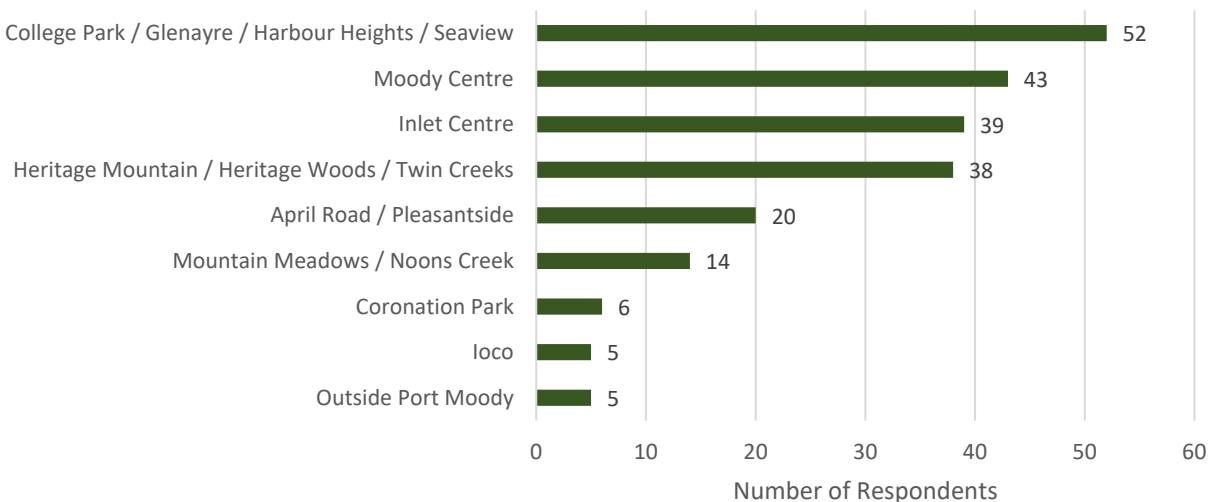 College Park / Glenayre / Harbour Heights / Seaview 52
Moody Centre 43
Inlet Centre 39
Heritage Mountain / Heritage Woods / Twin Creeks 38
April Road / Pleasantside 20
Mountain Meadows / Noons Creek 14
Coronation Park 6
Ioco 5
Outside Port Moody 5
0 10 20 30 40 50 60
Number of Respondents